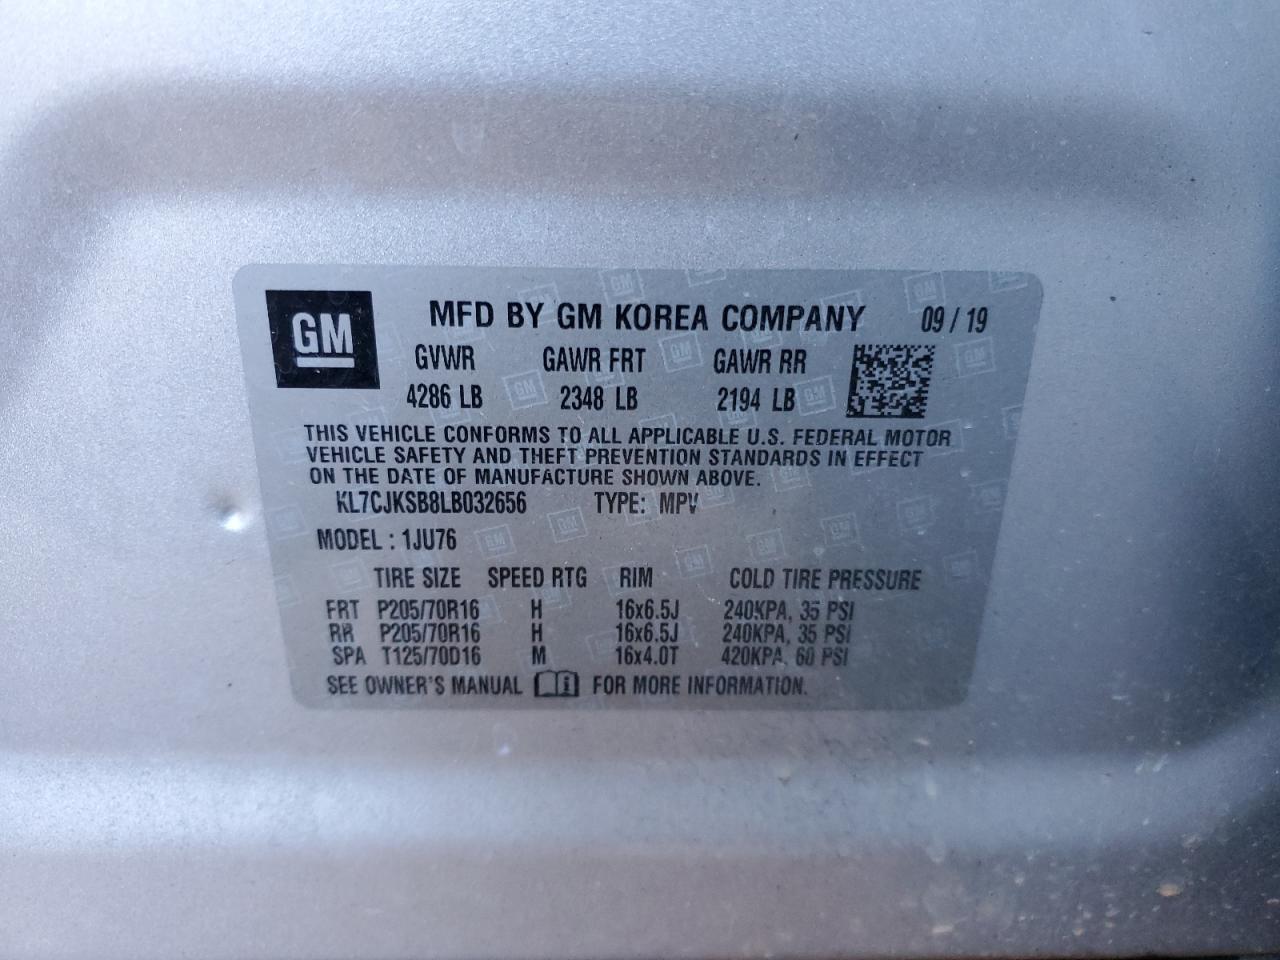 GM MFD BY GM KOREA COMPANY 09 / 19
GVWR GAWR FRT GAWR RR
4286 LB 2348 LB 2194 LB
THIS VEHICLE CONFORMS TO ALL APPLICABLE U.S. FEDERAL MOTOR
VEHICLE SAFETY AND THEFT PREVENTION STANDARDS IN EFFECT
ON THE DATE OF MANUFACTURE SHOWN ABOVE.
KL7CJKSB8LB032656 TYPE: MPV
MODEL : 1JU76
TIRE SIZE SPEED RTG RIM COLD TIRE PRESSURE
FRT P205/70R16 H 16x6.5J 240KPA, 35 PSI
RR P205/70R16 H 16x6.5J 240KPA, 35 PSI
SPA T125/70D16 M 16x4.0T 420KPA, 60 PSI
SEE OWNER'S MANUAL i FOR MORE INFORMATION.